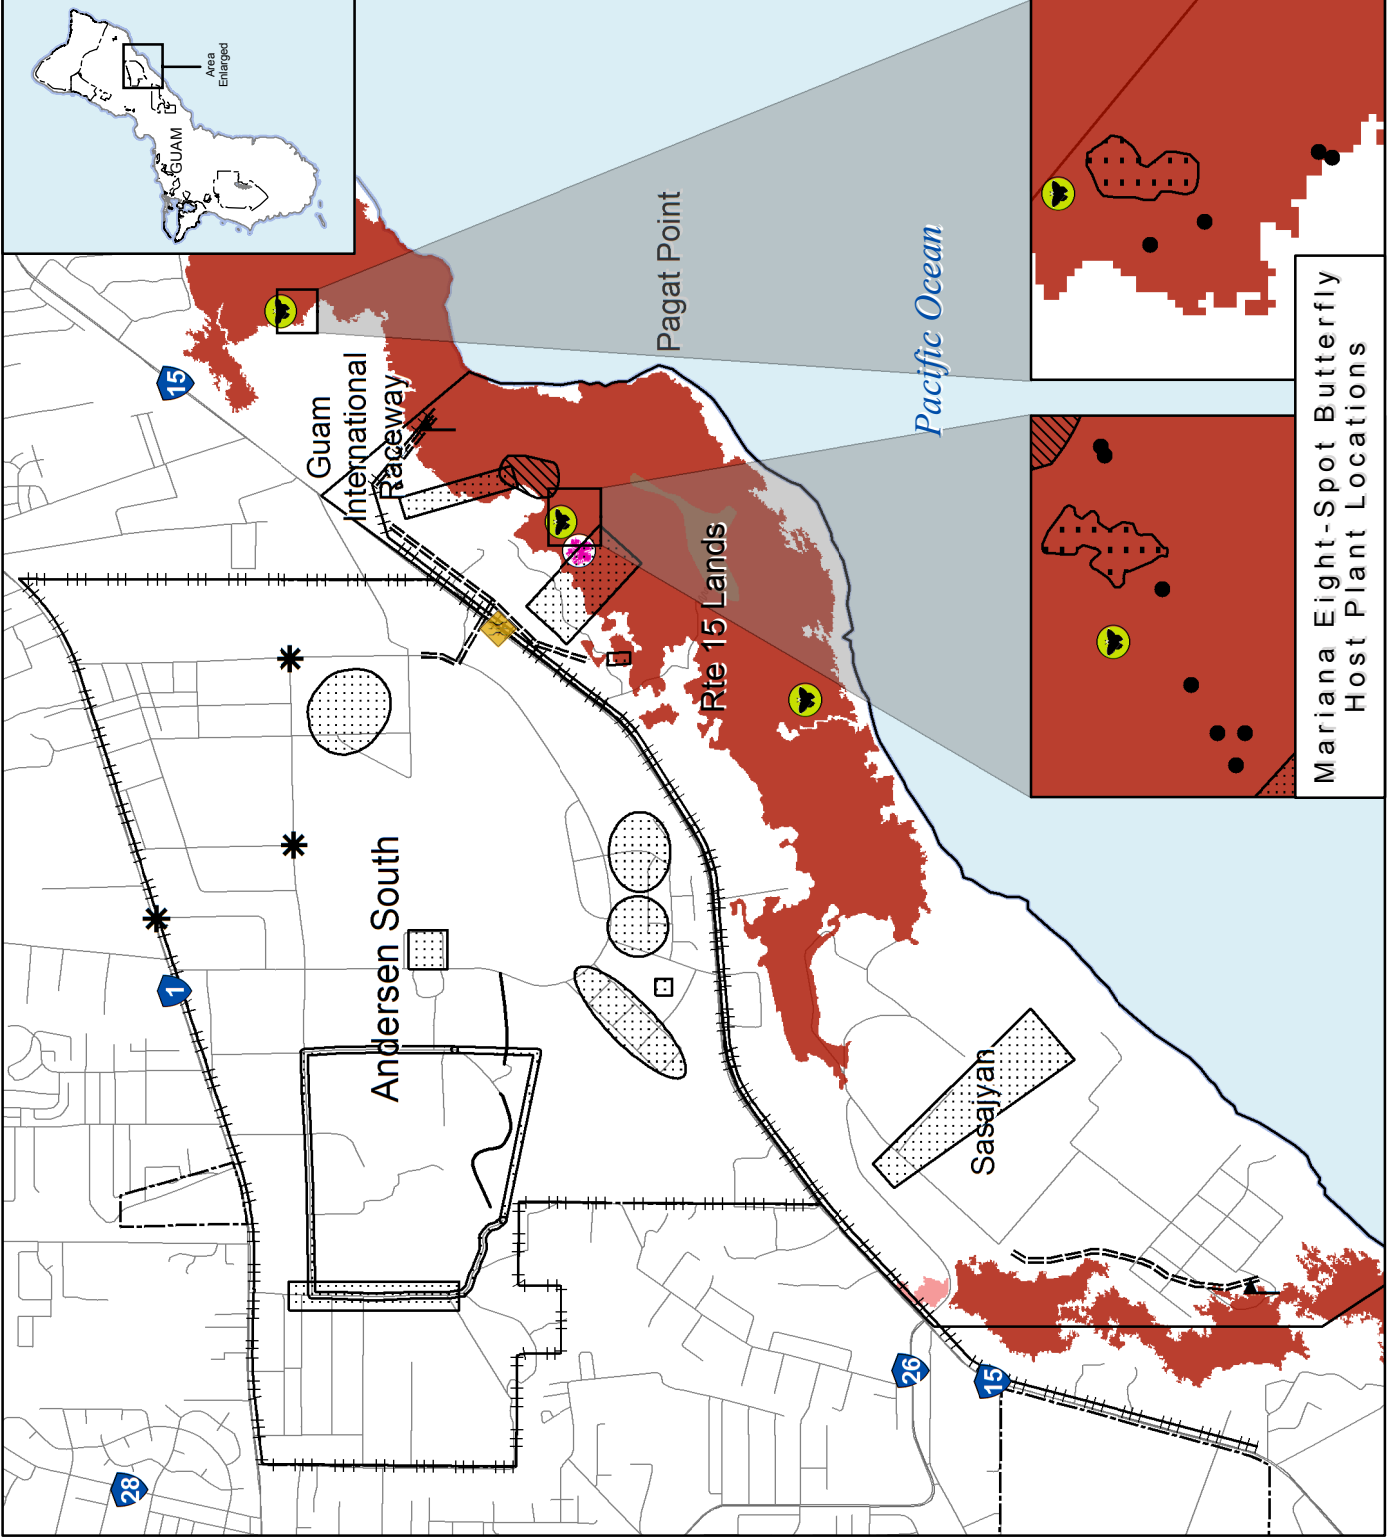 GUAM
Area
Enlarged
15
Guam
International
Raceway
Pagat Point
Pacific Ocean
Rte 15 Lands
1
Andersen South
Sasajyan
26
15
28
Mariana Eight-Spot Butterfly
Host Plant Locations